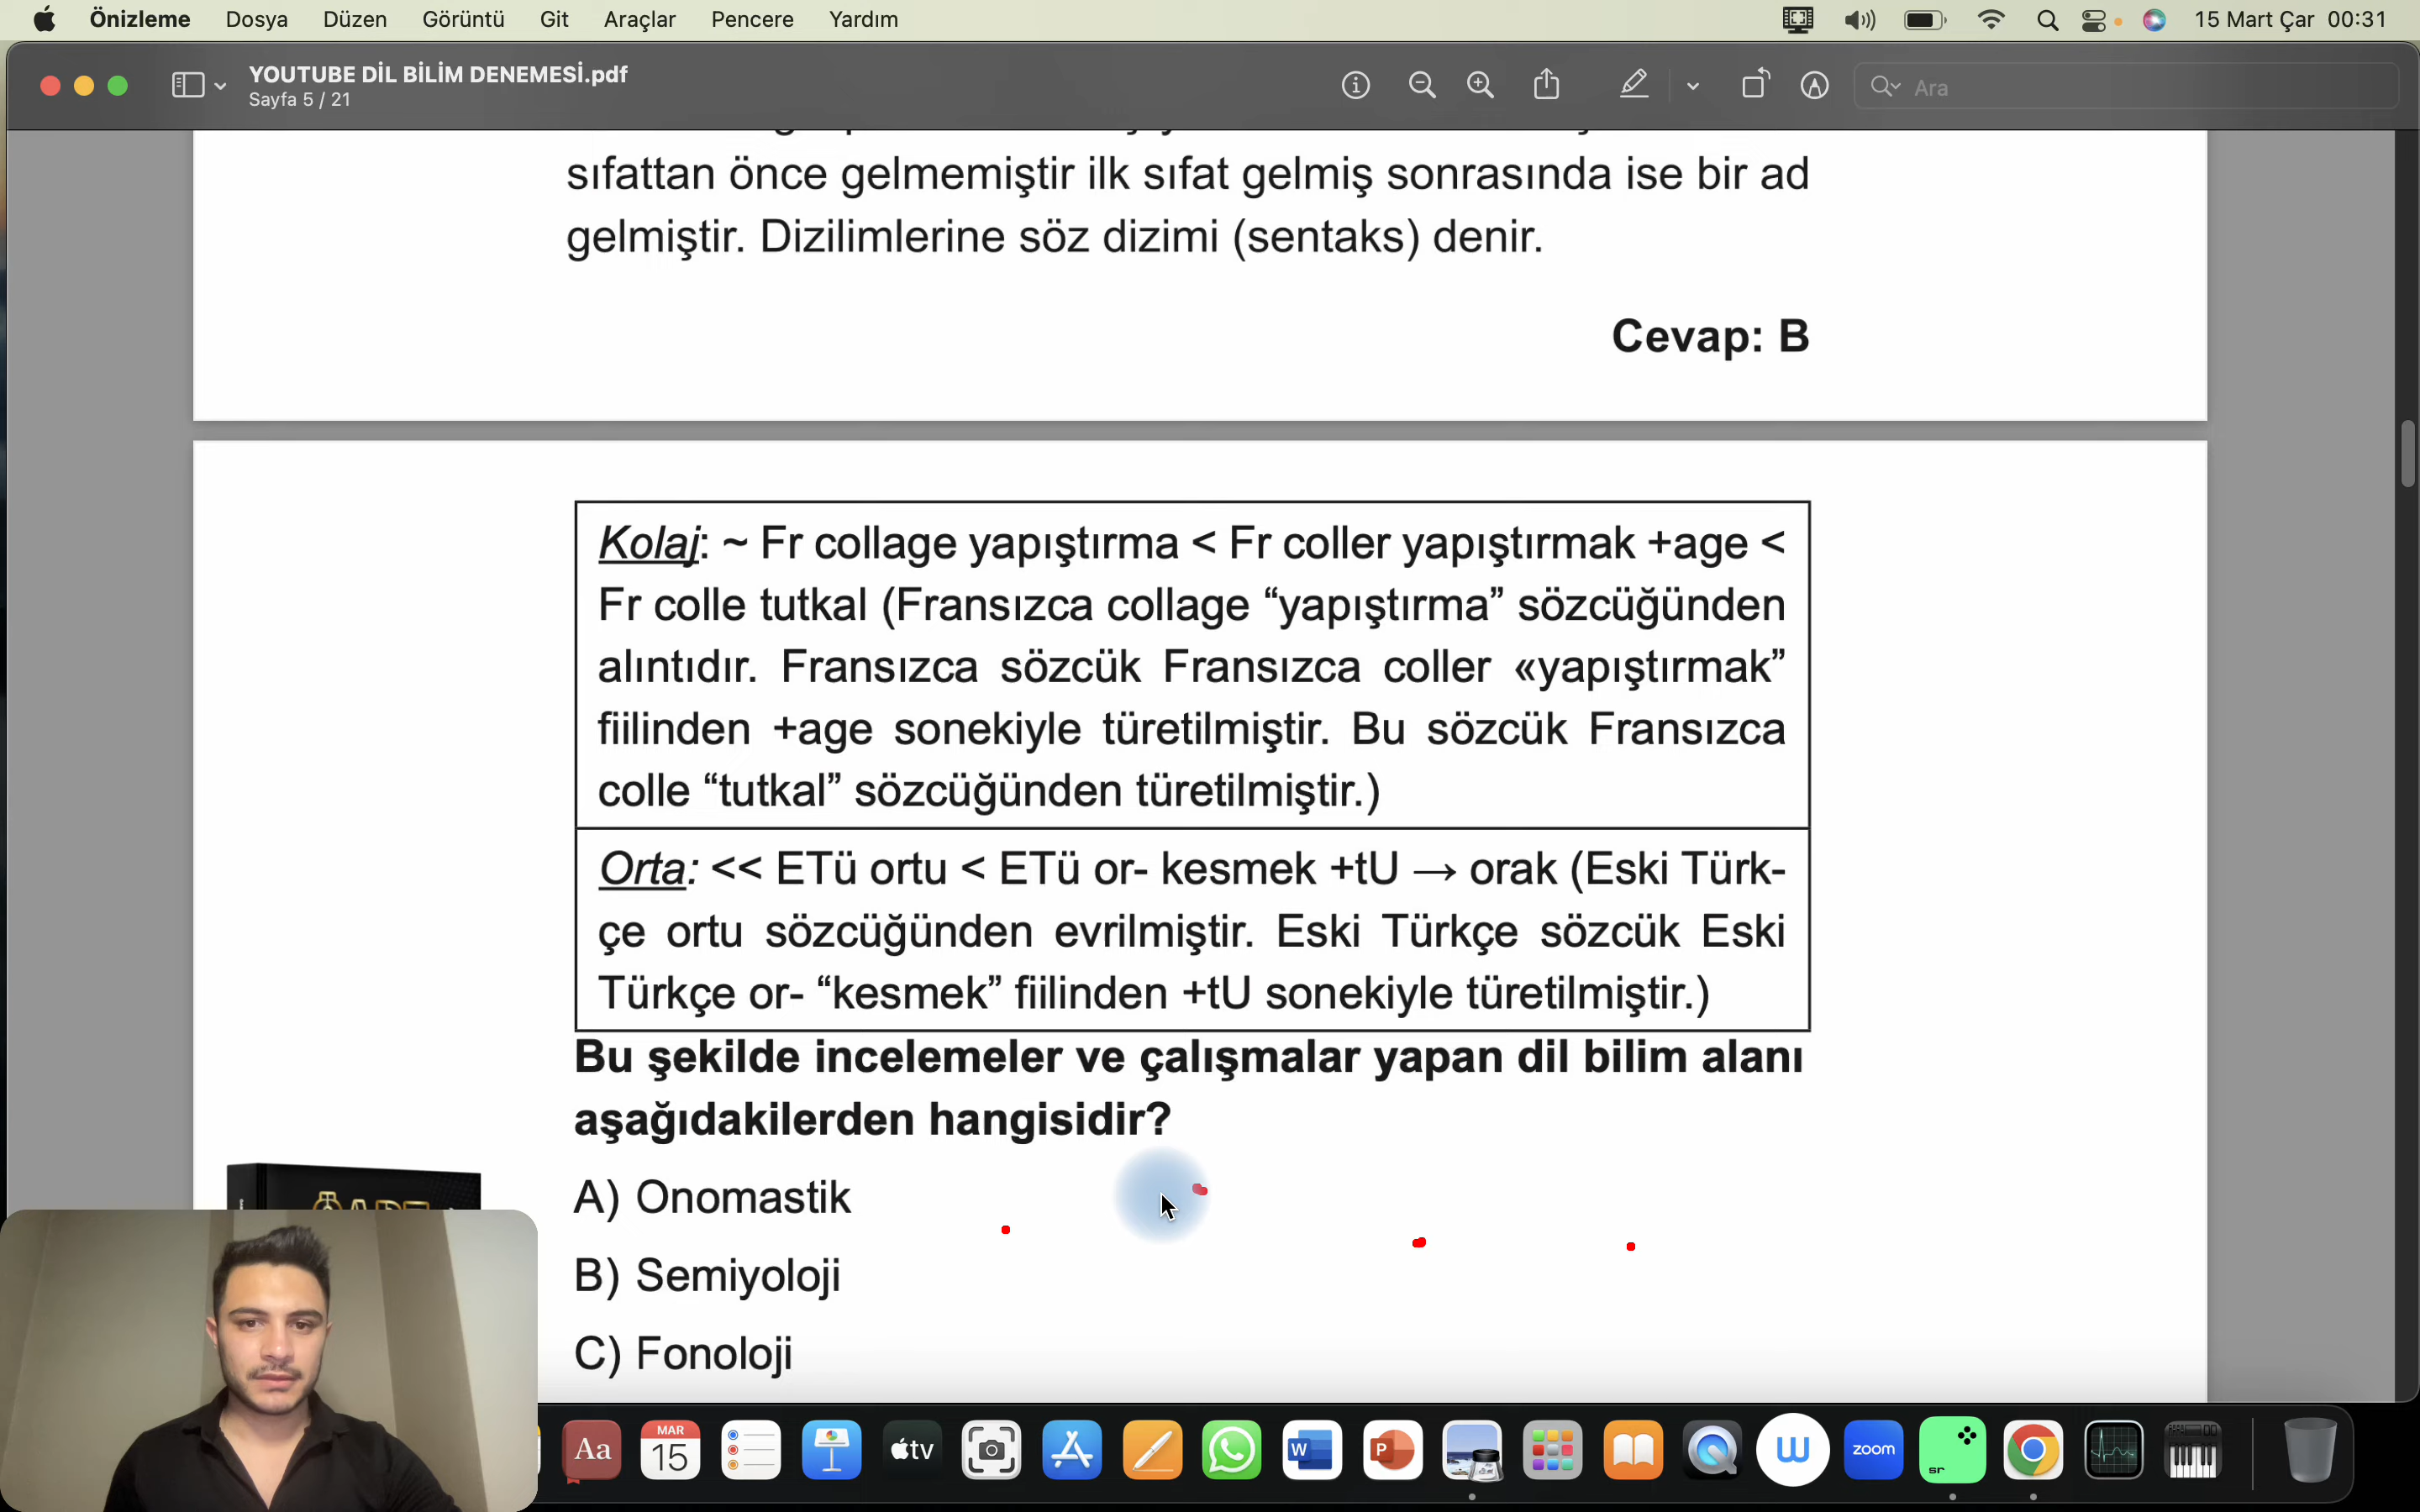 Önizleme Dosya Düzen Görüntü Git Araçlar Pencere Yardım 15 Mart Çar 00:31
YOUTUBE DİL BİLİM DENEMESİ.pdf
Sayfa 5 / 21
Ara
sıfattan önce gelmemiştir ilk sıfat gelmiş sonrasında ise bir ad
gelmiştir. Dizilimlerine söz dizimi (sentaks) denir.
Cevap: B
Kolaj: ~ Fr collage yapıştırma < Fr coller yapıştırmak +age <
Fr colle tutkal (Fransızca collage “yapıştırma” sözcüğünden
alıntıdır. Fransızca sözcük Fransızca coller «yapıştırmak”
fiilinden +age sonekiyle türetilmiştir. Bu sözcük Fransızca
colle “tutkal” sözcüğünden türetilmiştir.)
Orta: << ETü ortu < ETü or- kesmek +tU → orak (Eski Türk-
çe ortu sözcüğünden evrilmiştir. Eski Türkçe sözcük Eski
Türkçe or- “kesmek” fiilinden +tU sonekiyle türetilmiştir.)
Bu şekilde incelemeler ve çalışmalar yapan dil bilim alanı
aşağıdakilerden hangisidir?
A) Onomastik
B) Semiyoloji
C) Fonoloji
Aa MAR 15 tv W P W zoom sr